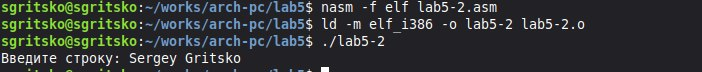 sgritsko@sgritsko:~/works/arch-pc/lab5$ nasm -f elf lab5-2.asm
sgritsko@sgritsko:~/works/arch-pc/lab5$ ld -m elf_i386 -o lab5-2 lab5-2.o
sgritsko@sgritsko:~/works/arch-pc/lab5$ ./lab5-2
Введите строку: Sergey Gritsko